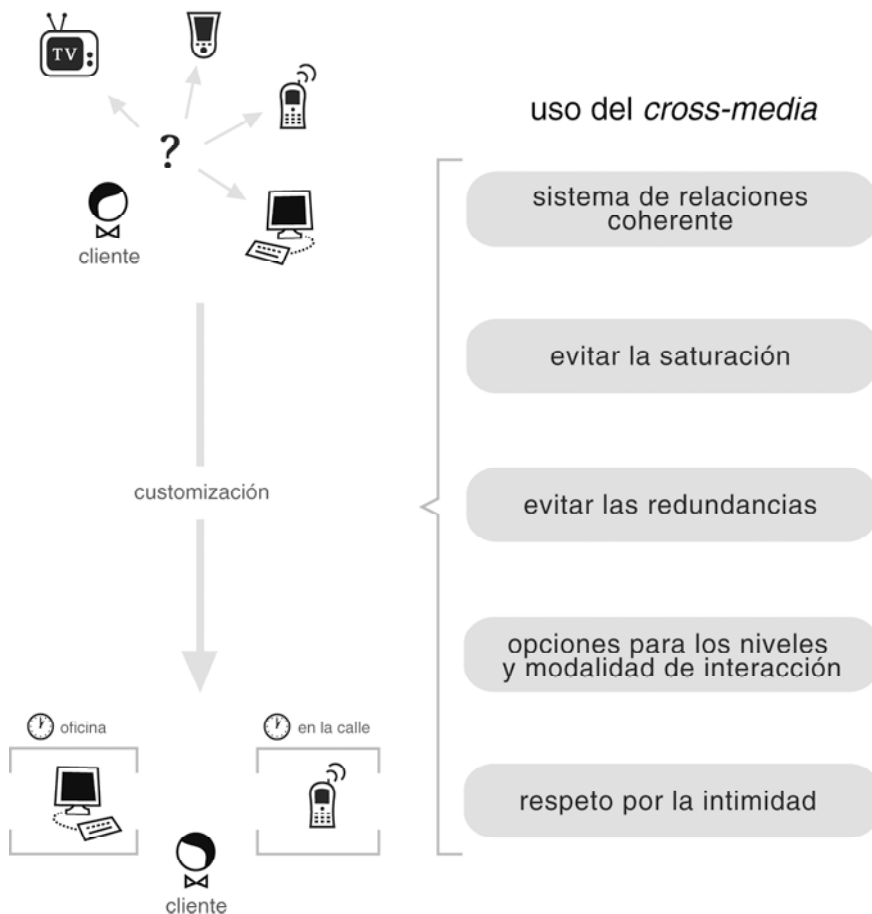 TV
?
cliente
customización
oficina
en la calle
cliente
uso del cross-media
sistema de relaciones
coherente
evitar la saturación
evitar las redundancias
opciones para los niveles
y modalidad de interacción
respeto por la intimidad